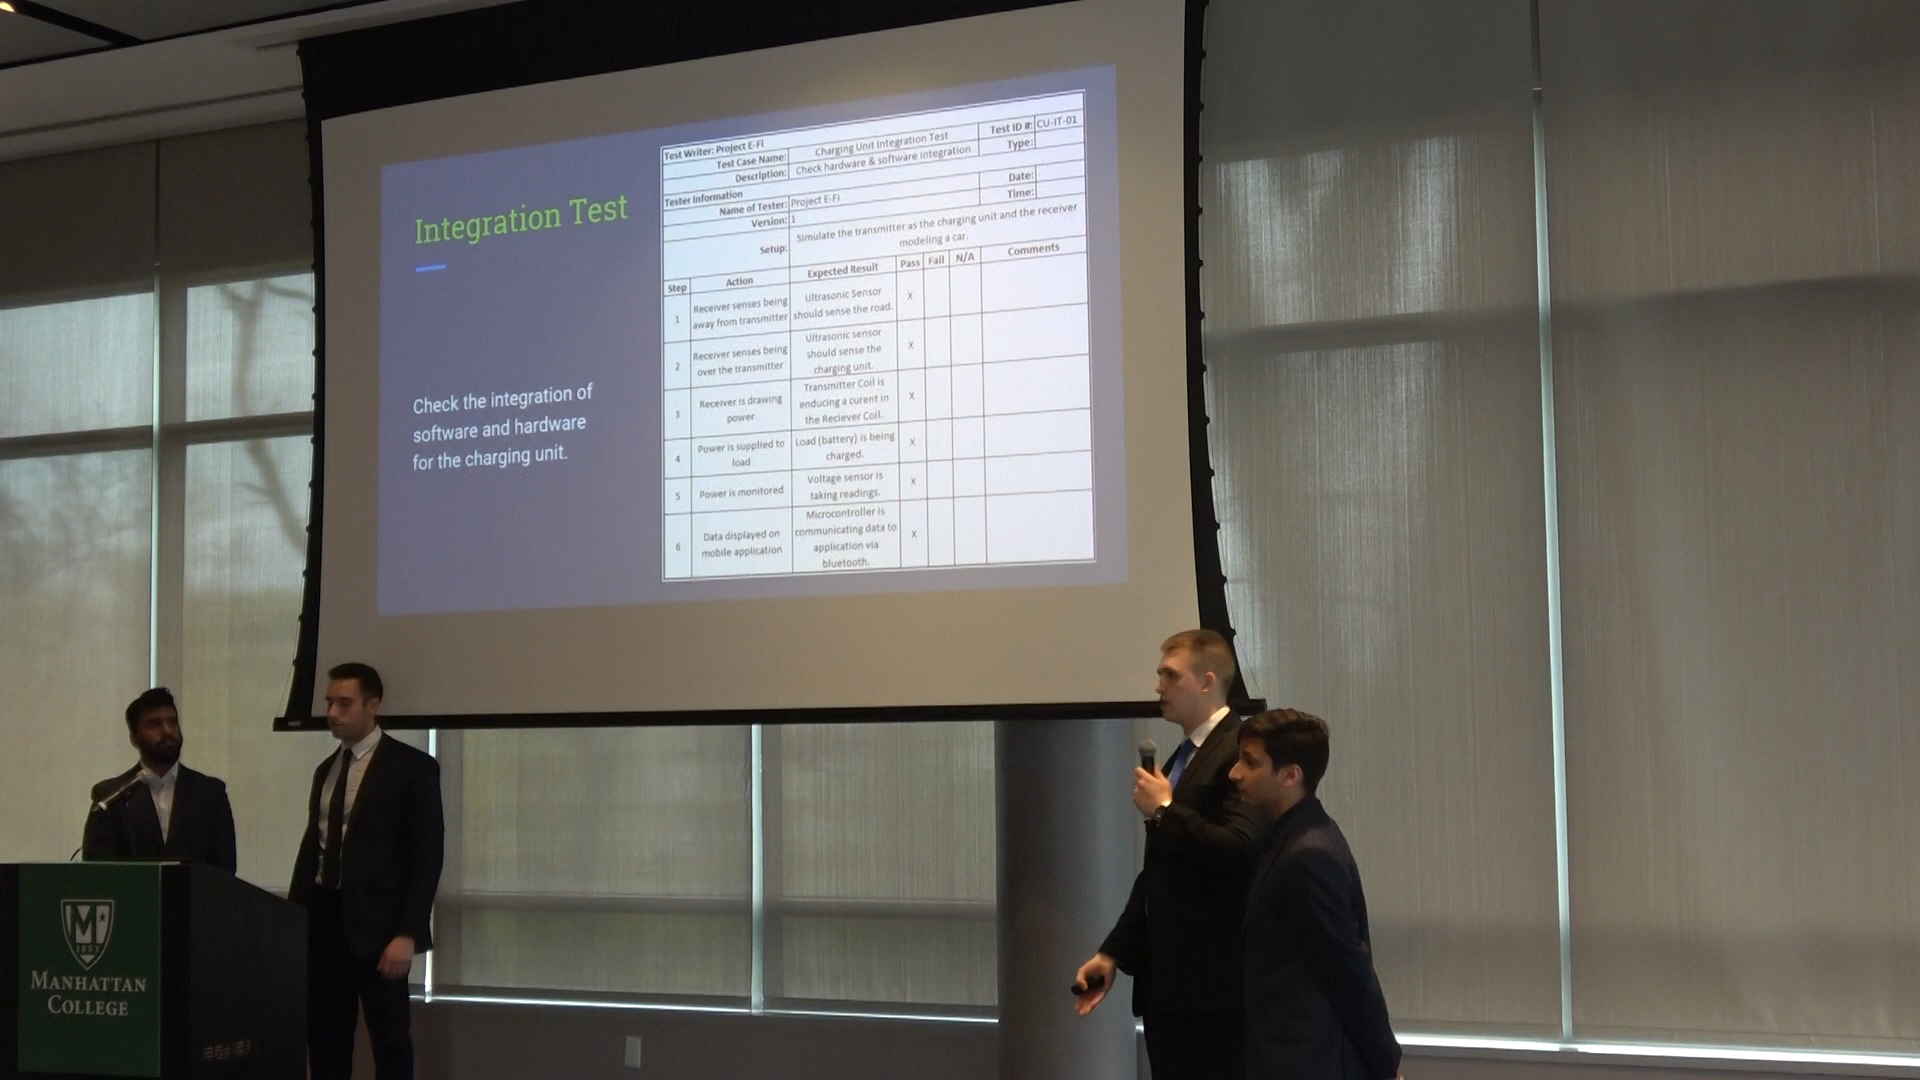 Integration Test
Check the integration of
software and hardware
for the charging unit.
Test Writer: Project E-Fi
Test Case Name: Charging Unit Integration Test Test ID #: CU-IT-01
Description: Check hardware & software integration Type:
Tester Information
Name of Tester: Project E-Fi Date:
Version: 1 Time:
Setup: Simulate the transmitter as the charging unit and the receiver
modeling a car.
Step Action Expected Result Pass Fail N/A Comments
1 Receiver senses being
away from transmitter
Ultrasonic Sensor
should sense the road.
X
2 Receiver senses being
over the transmitter
Ultrasonic sensor
should sense the
charging unit.
X
3 Receiver is drawing
power
Transmitter Coil is
enducing a curent in
the Reciever Coil.
X
4 Power is supplied to
load
Load (battery) is being
charged.
X
5 Power is monitored
Voltage sensor is
taking readings.
X
6 Data displayed on
mobile application
Microcontroller is
communicating data to
application via
bluetooth.
X
M
1853
MANHATTAN
COLLEGE